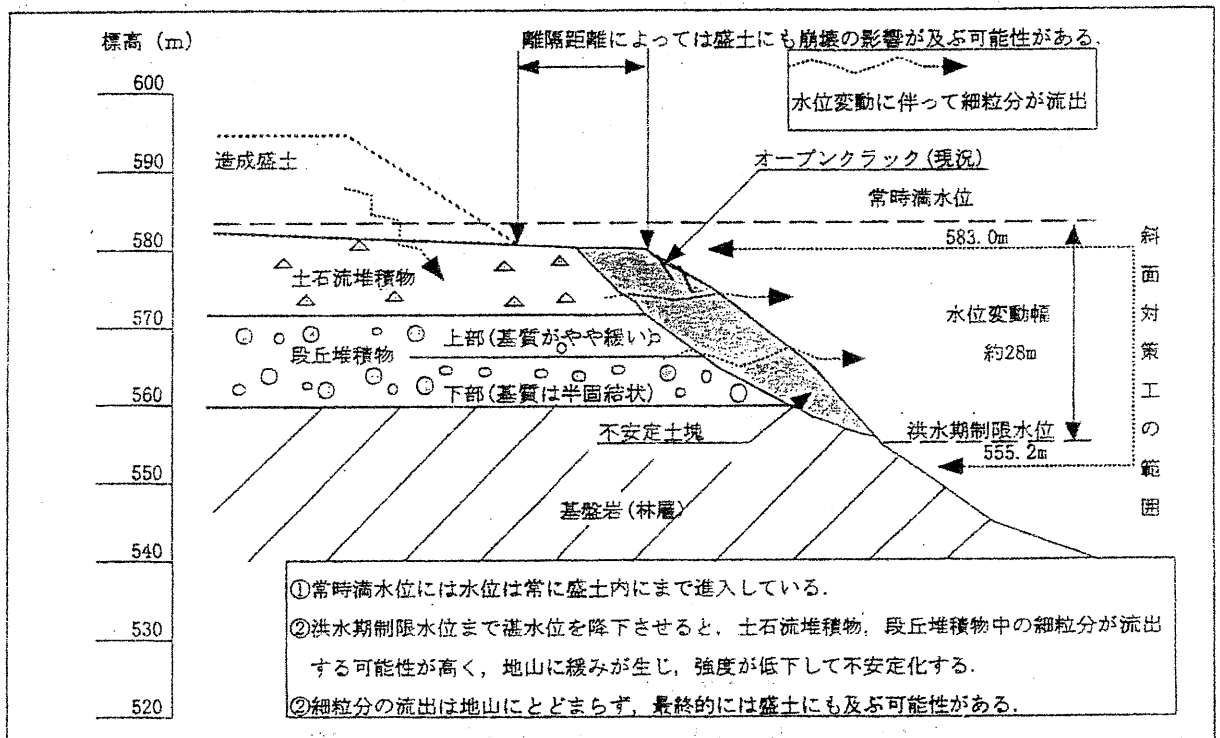 標高（m）
離隔距離によっては盛土にも崩壊の影響が及ぶ可能性がある.
600
水位変動に伴って細粒分が流出
590
造成盛土
オープンクラック(現況)
常時満水位
580
583.0m
土石流堆積物
570
水位変動幅
約28m
上部(基質がやや緩い)
段丘堆積物
下部(基質は半固結状)
560
不安定土塊
洪水期制限水位
555.2m
斜面対策工の範囲
550
基盤岩(林層)
540
①常時満水位には水位は常に盛土内にまで進入している.
②洪水期制限水位まで湛水位を降下させると，土石流堆積物，段丘堆積物中の細粒分が流出
する可能性が高く，地山に緩みが生じ，強度が低下して不安定化する.
②細粒分の流出は地山にとどまらず，最終的には盛土にも及ぶ可能性がある.
530
520